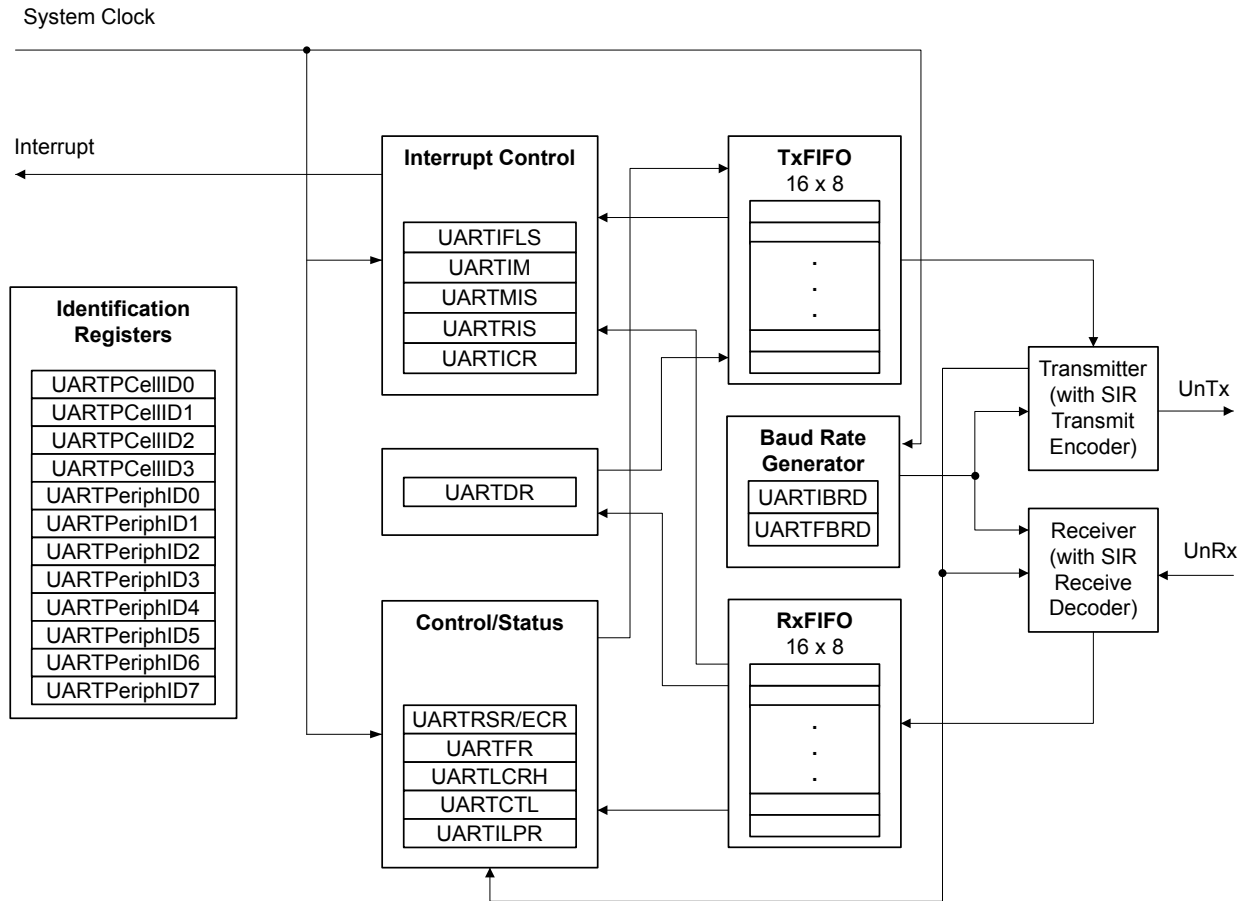 System Clock
Interrupt
Identification
Registers
UARTPCellID0
UARTPCellID1
UARTPCellID2
UARTPCellID3
UARTPeriphID0
UARTPeriphID1
UARTPeriphID2
UARTPeriphID3
UARTPeriphID4
UARTPeriphID5
UARTPeriphID6
UARTPeriphID7
Interrupt Control
UARTIFLS
UARTIM
UARTMIS
UARTRIS
UARTICR
UARTDR
Control/Status
UARTRSR/ECR
UARTFR
UARTLCRH
UARTCTL
UARTILPR
TxFIFO
16 x 8
.
.
.
Baud Rate
Generator
UARTIBRD
UARTFBRD
RxFIFO
16 x 8
.
.
.
Transmitter
(with SIR
Transmit
Encoder)
UnTx
Receiver
(with SIR
Receive
Decoder)
UnRx